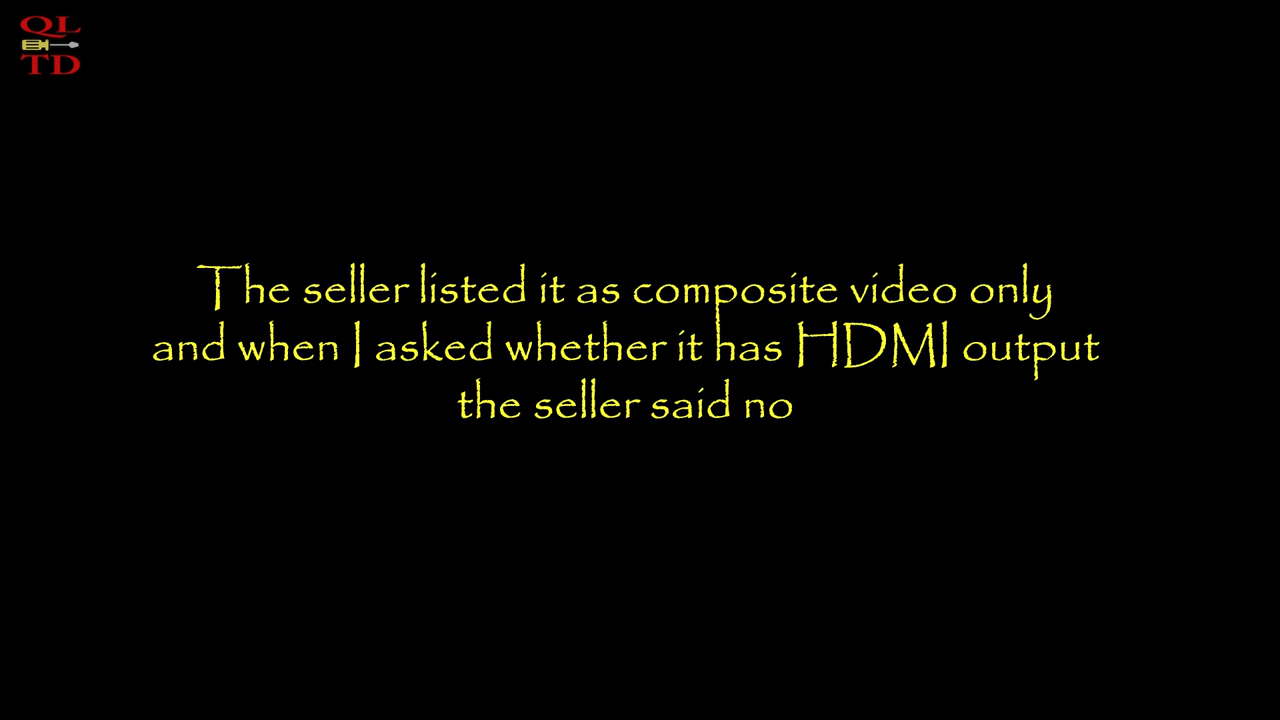 QL
TD
The seller listed it as composite video only
and when I asked whether it has HDMI output
the seller said no